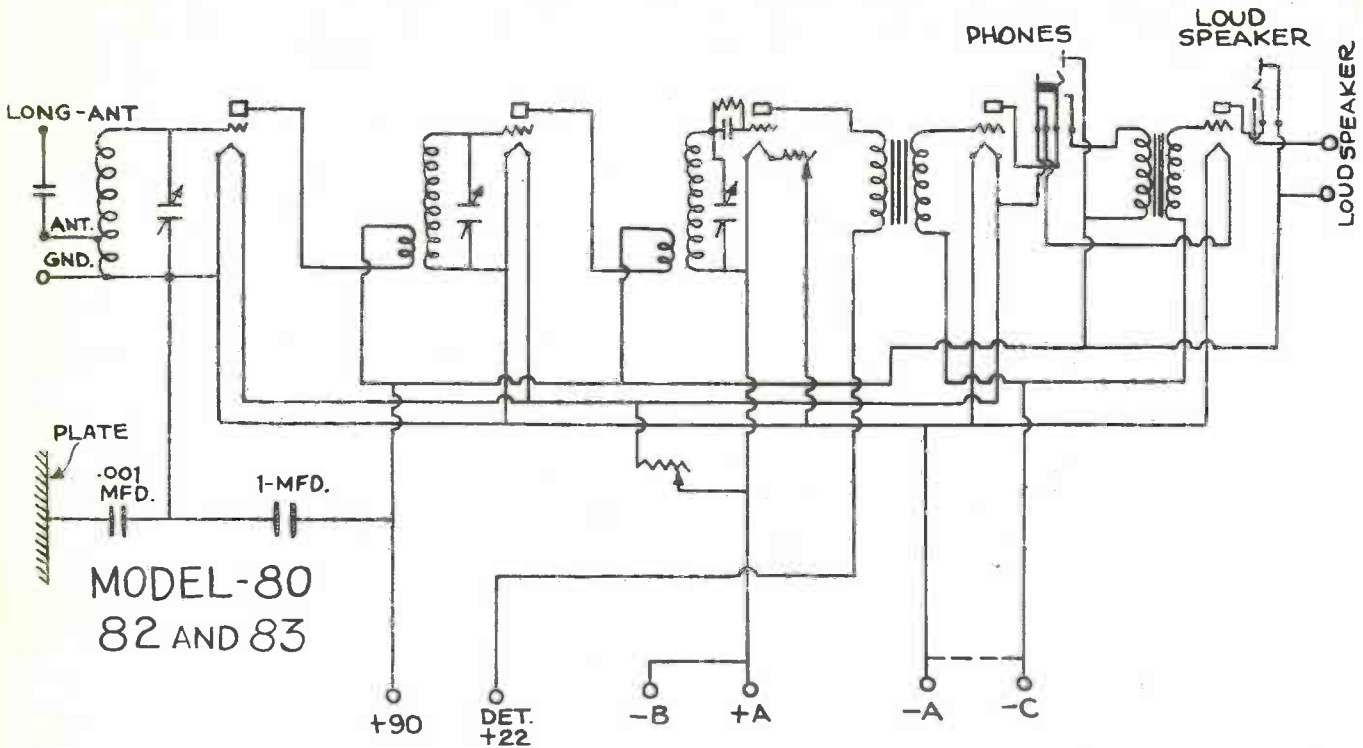 PHONES
LOUD
SPEAKER
LOUDSPEAKER
LONG-ANT
ANT.
GND.
PLATE
.001
MFD.
1-MFD.
MODEL-80
82 AND 83
+90
DET.
+22
-B
+A
-A
-C